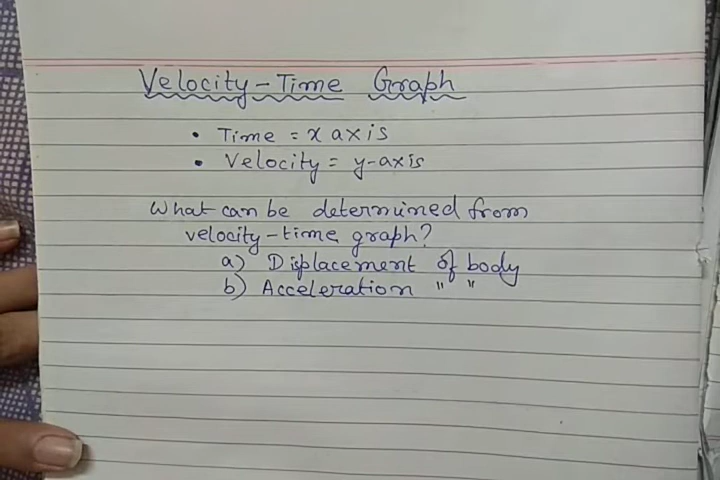 Velocity-Time Graph
• Time = x axis
• Velocity = y-axis
What can be determined from
velocity-time graph?
a) Displacement of body
b) Acceleration " "